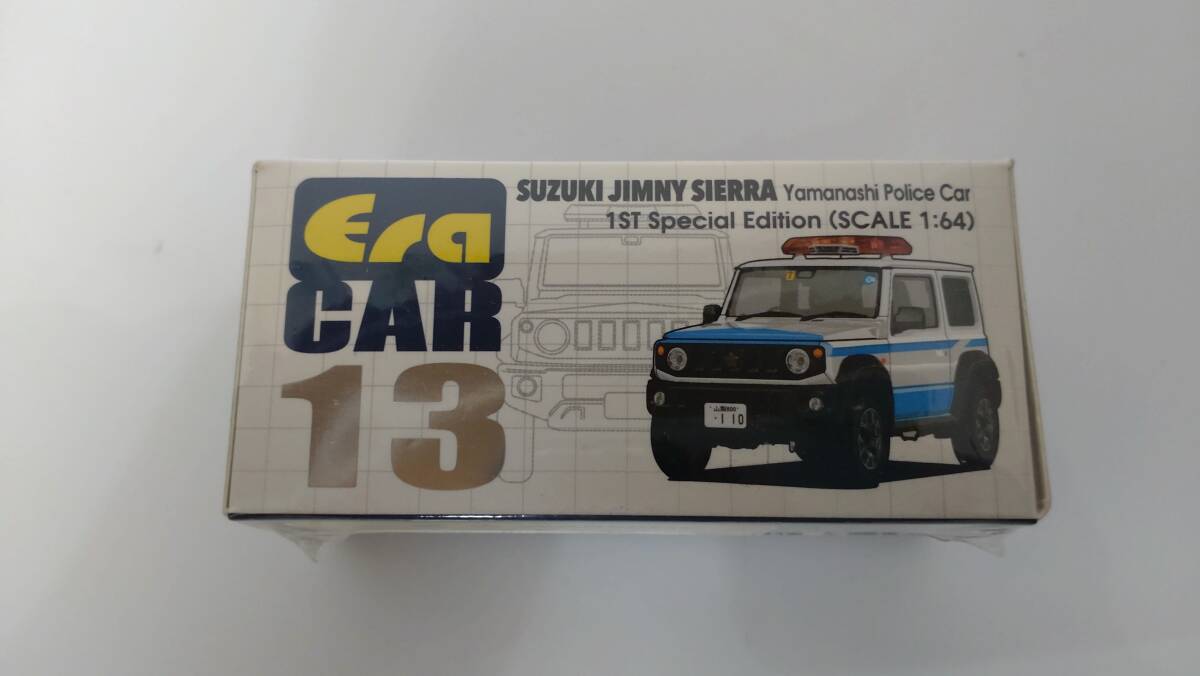 Era
CAR
13
SUZUKI JIMNY SIERRA Yamanashi Police Car
1ST Special Edition (SCALE 1:64)
110